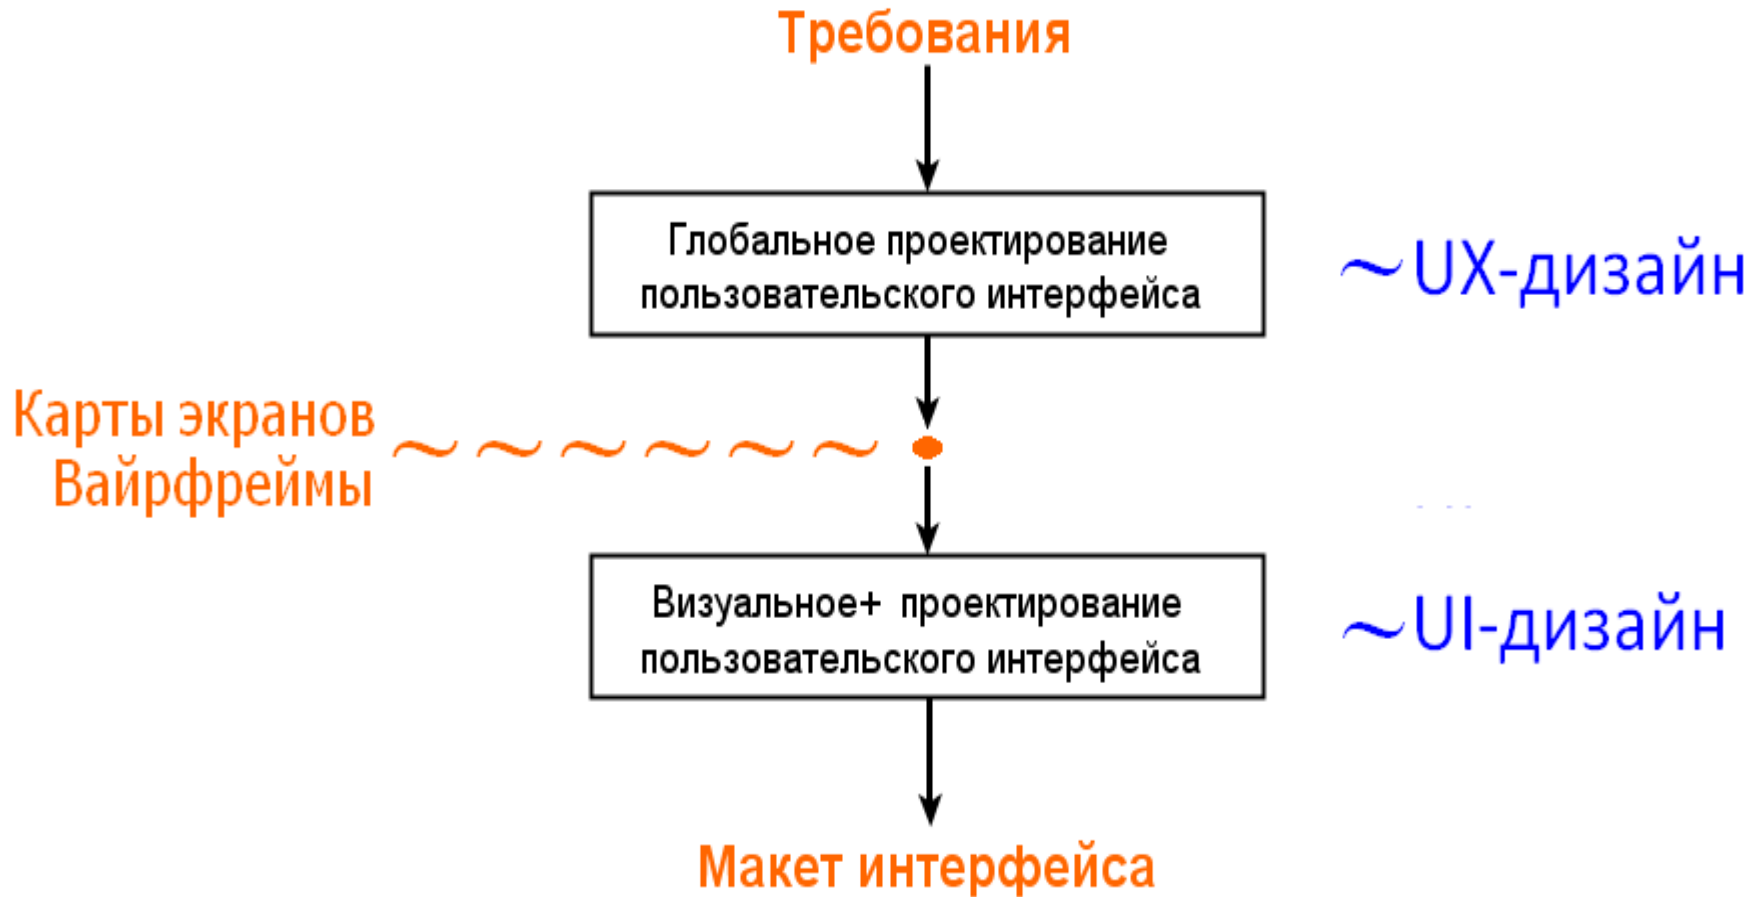 Требования
Глобальное проектирование
пользовательского интерфейса
~UX-дизайн
Карты экранов
Вайрфреймы
~ ~ ~ ~ ~ ~
Визуальное+ проектирование
пользовательского интерфейса
~UI-дизайн
Макет интерфейса